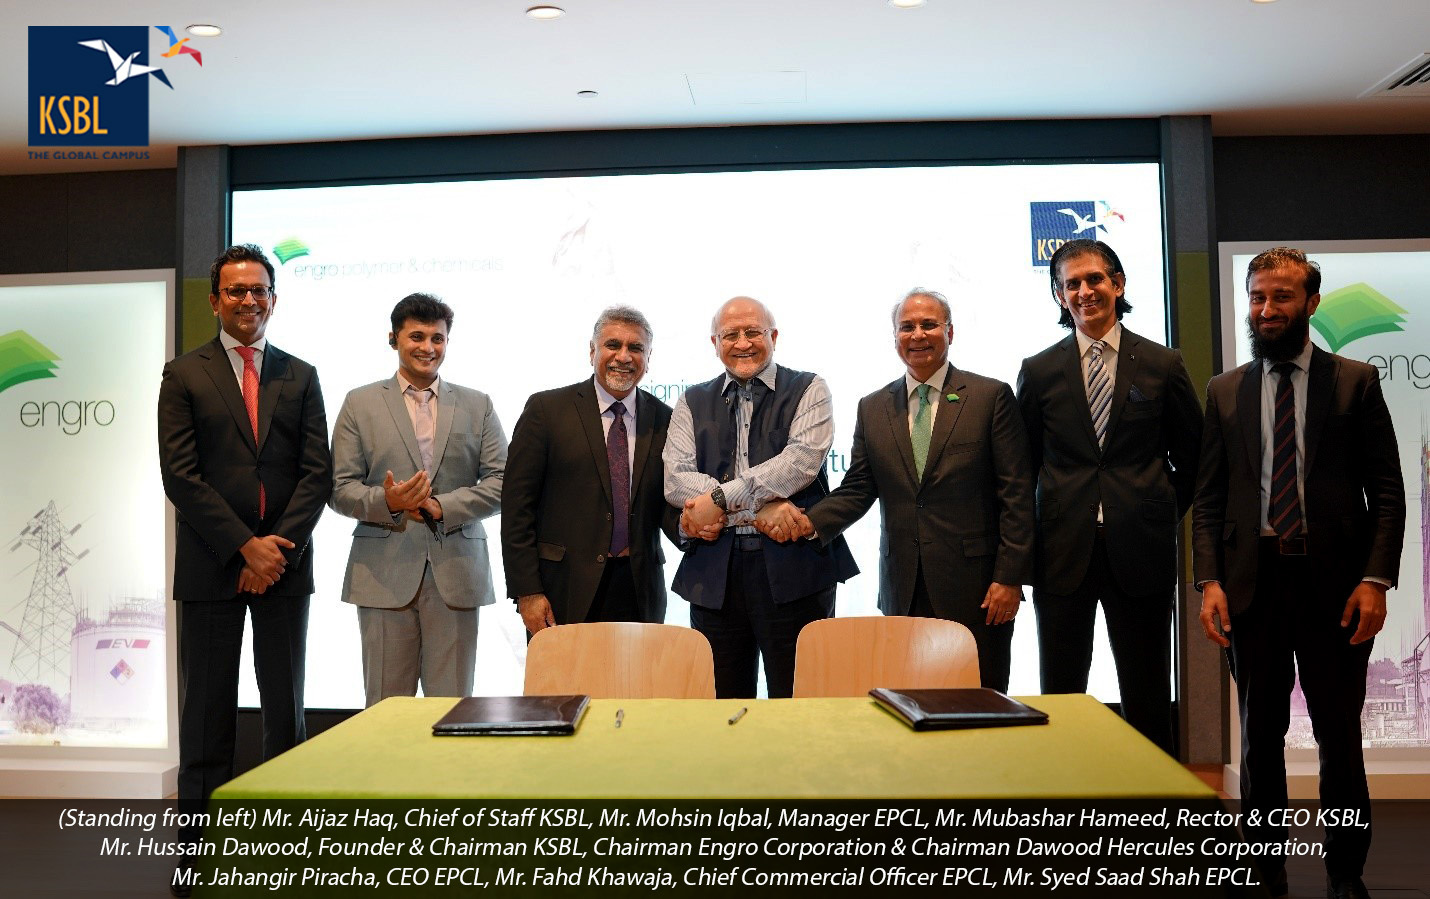 KSBL
THE GLOBAL CAMPUS
engro polymer & chemicals
KSBL
engro
engro
EV
(Standing from left) Mr. Aijaz Haq, Chief of Staff KSBL, Mr. Mohsin Iqbal, Manager EPCL, Mr. Mubashar Hameed, Rector & CEO KSBL,
Mr. Hussain Dawood, Founder & Chairman KSBL, Chairman Engro Corporation & Chairman Dawood Hercules Corporation,
Mr. Jahangir Piracha, CEO EPCL, Mr. Fahd Khawaja, Chief Commercial Officer EPCL, Mr. Syed Saad Shah EPCL.